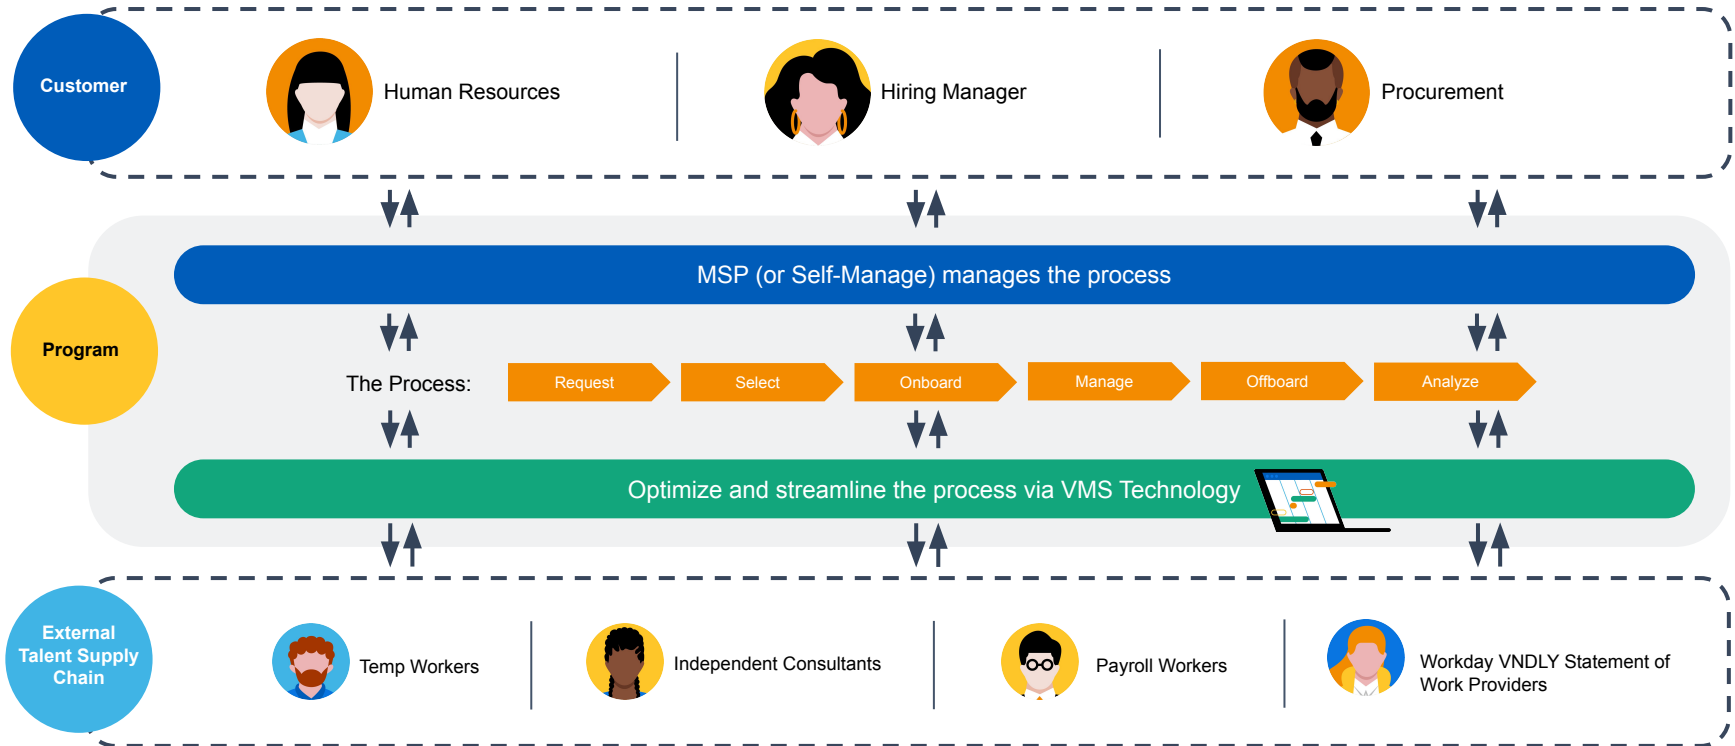 Customer
Human Resources
Hiring Manager
Procurement
MSP (or Self-Manage) manages the process
Program
The Process:
Request
Select
Onboard
Manage
Offboard
Analyze
Optimize and streamline the process via VMS Technology
External
Talent Supply
Chain
Temp Workers
Independent Consultants
Payroll Workers
Workday VNDLY Statement of
Work Providers